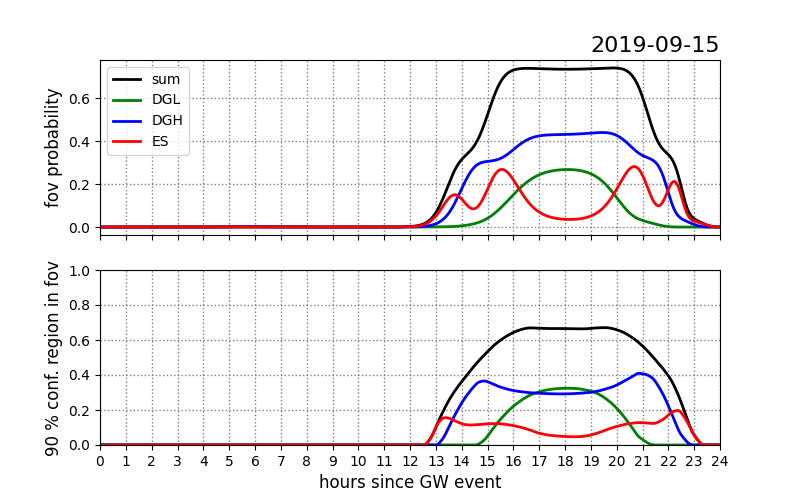 2019-09-15
fov probability
0.6
0.4
0.2
0.0
sum
DGL
DGH
ES
90 % conf. region in fov
1.0
0.8
0.6
0.4
0.2
0.0
0 1 2 3 4 5 6 7 8 9 10 11 12 13 14 15 16 17 18 19 20 21 22 23 24
hours since GW event